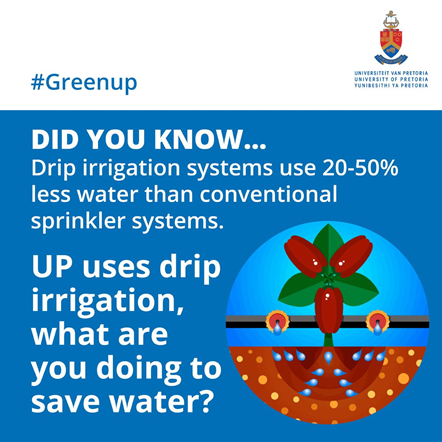 UNIVERSITEIT VAN PRETORIA
UNIVERSITY OF PRETORIA
YUNIBESITHI YA PRETORIA
#Greenup
DID YOU KNOW...
Drip irrigation systems use 20-50%
less water than conventional
sprinkler systems.
UP uses drip
irrigation,
what are
you doing to
save water?